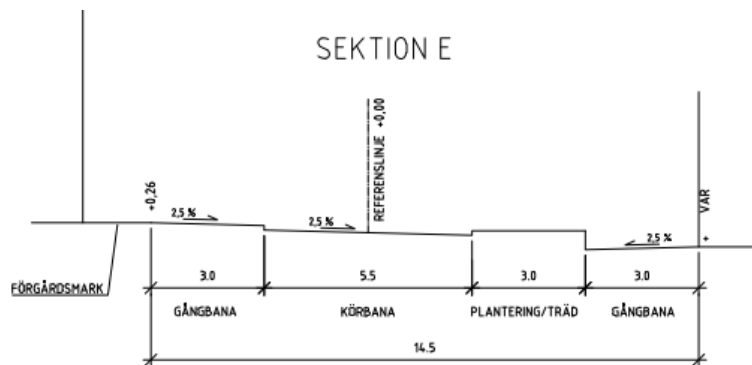 SEKTION E
REFERENSLINJE +0,00
+0,26
VAR
+
2,5 %
2,5 %
2,5 %
FÖRGÅRDSMARK
3.0
5.5
3.0
3.0
GÅNGBANA
KÖRBANA
PLANTERING/TRÄD
GÅNGBANA
14.5